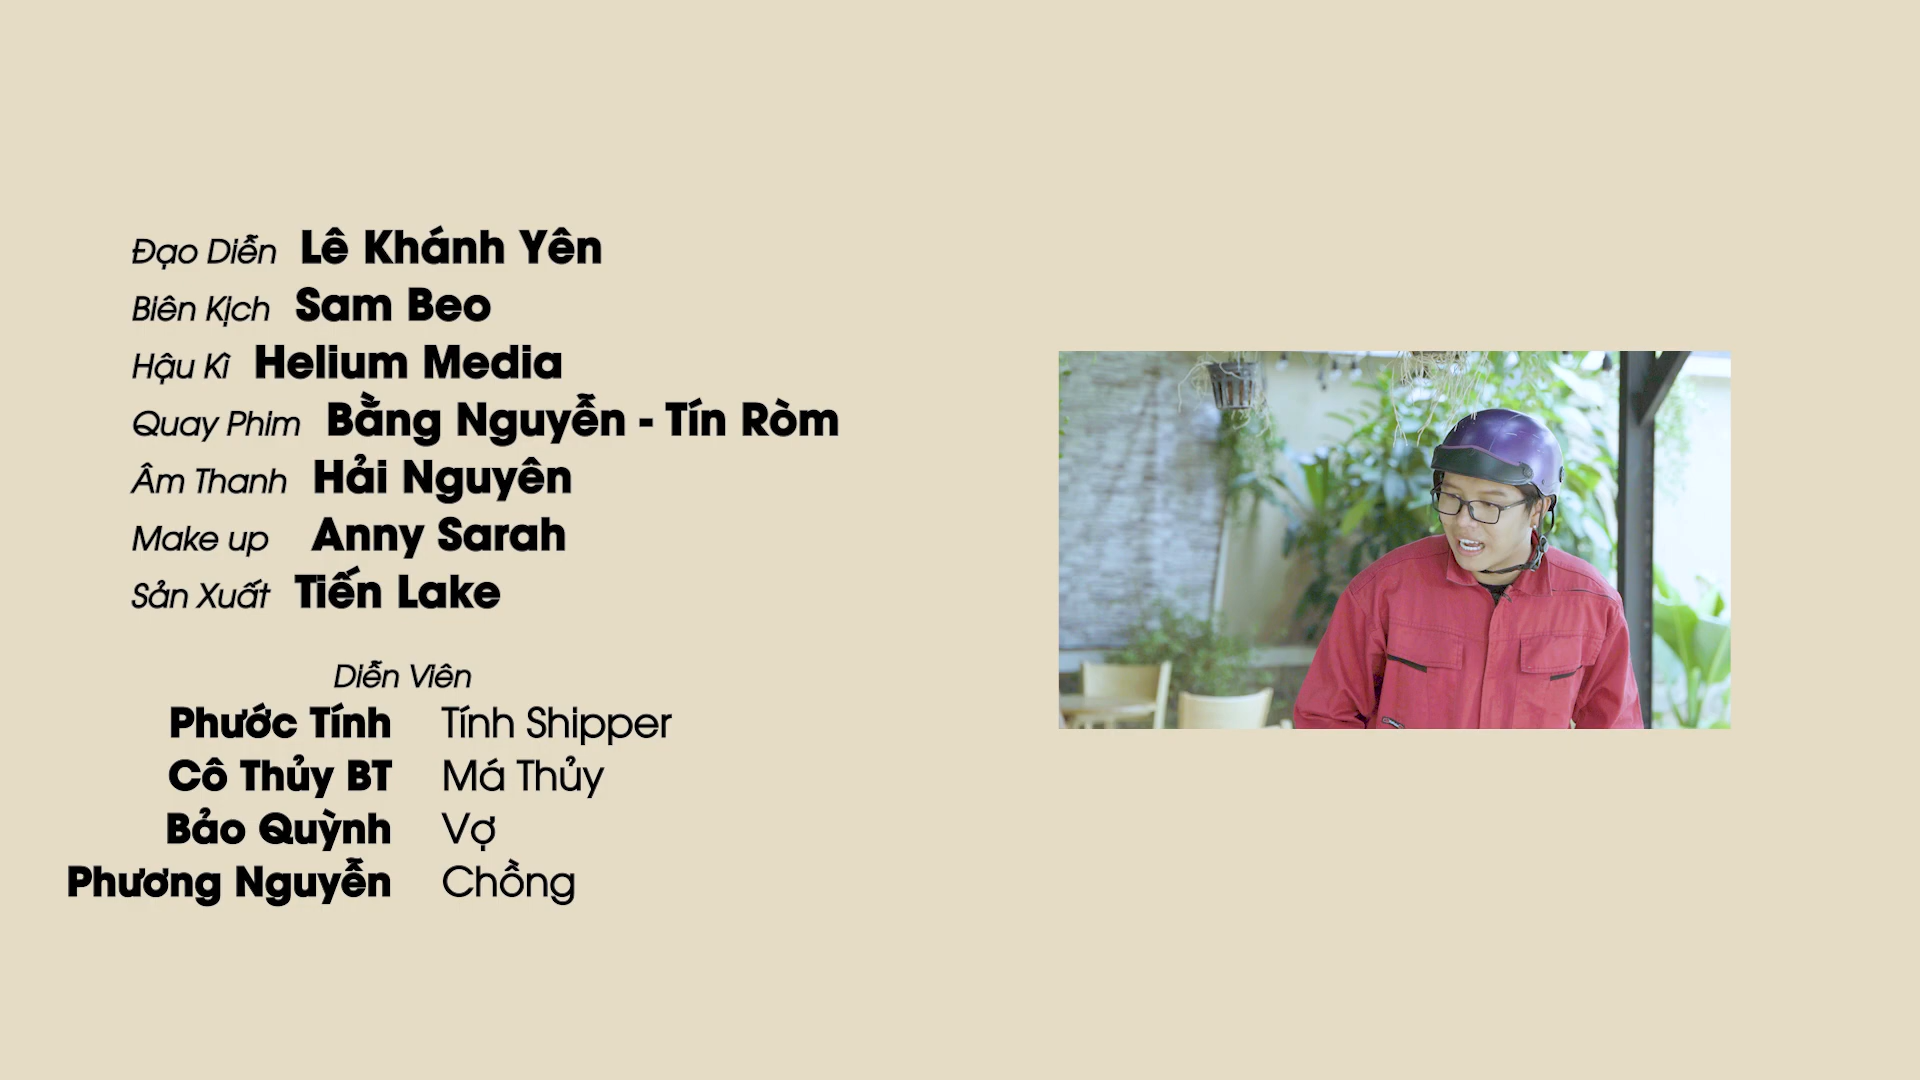 Đạo Diễn Lê Khánh Yên
Biên Kịch Sam Beo
Hậu Kì Helium Media
Quay Phim Bằng Nguyễn - Tín Ròm
Âm Thanh Hải Nguyên
Make up Anny Sarah
Sản Xuất Tiến Lake
Diễn Viên
Phước Tính Tính Shipper
Cô Thủy BT Má Thủy
Bảo Quỳnh Vợ
Phương Nguyễn Chồng